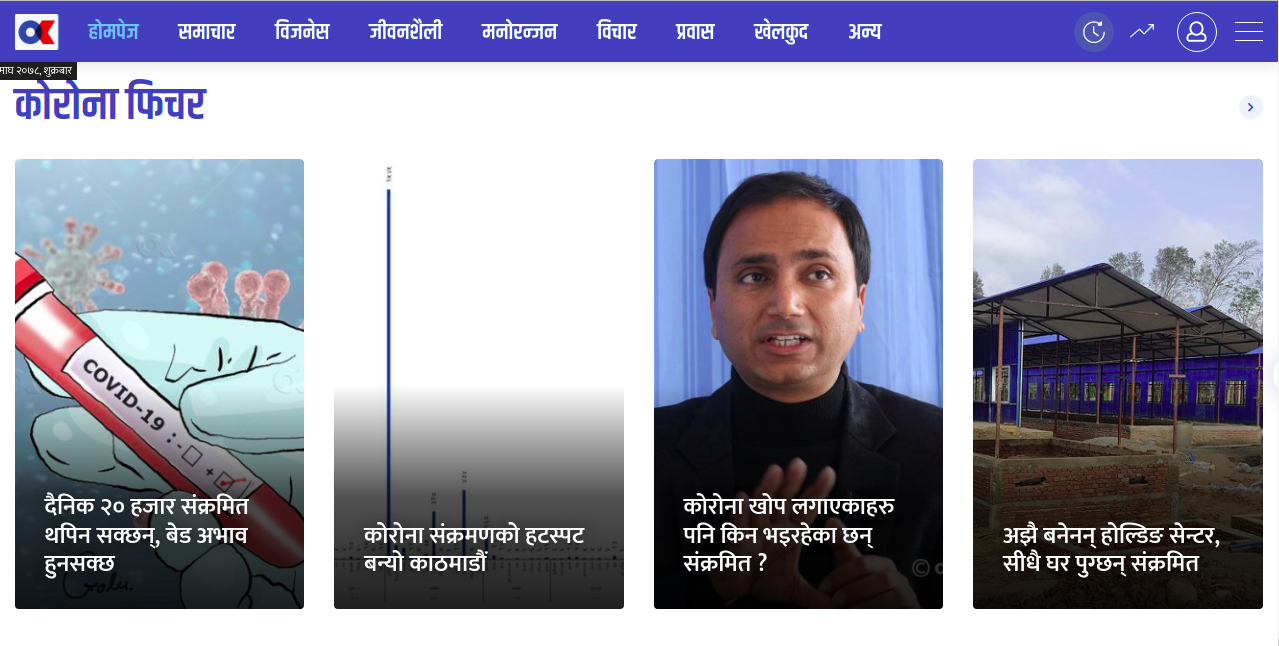 होमपेज समाचार विजनेस जीवनशैली मनोरन्जन विचार प्रवास खेलकुद अन्य
माघ २०७८, शुक्रबार
कोरोना फिचर
COVID-19 : - +
दैनिक २० हजार संक्रमित
थपिन सक्छन्, बेड अभाव
हुनसक्छ
कोरोना संक्रमणको हटस्पट
बन्यो काठमाडौं
कोरोना खोप लगाएकाहरु
पनि किन भइरहेका छन्
संक्रमित ?
अझै बनेनन् होल्डिङ सेन्टर,
सीधै घर पुग्छन् संक्रमित